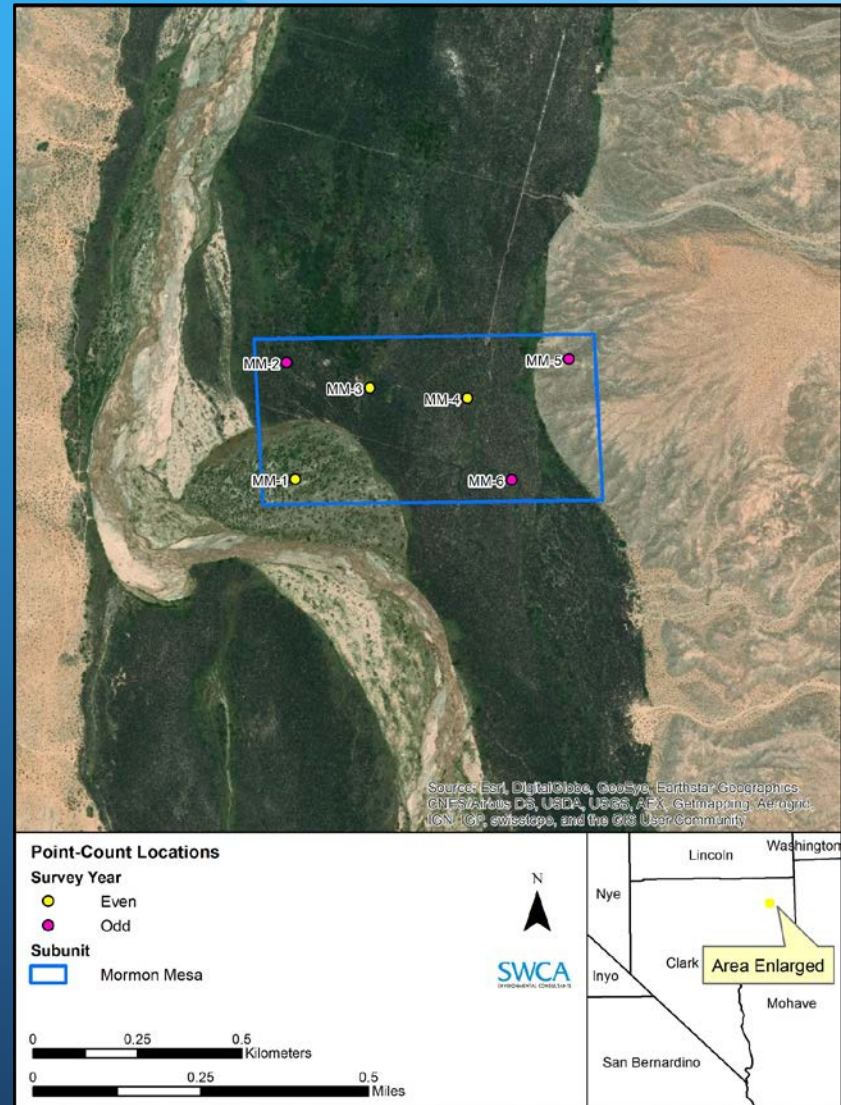 MM-2
MM-5
MM-3
MM-4
MM-1
MM-6
Source: Esri, DigitalGlobe, GeoEye, Earthstar Geographics,
CNES/Airbus DS, USDA, USGS, AEX, Getmapping, Aerogrid,
IGN, IGP, swisstopo, and the GIS User Community
Point-Count Locations
Survey Year
Even
Odd
Subunit
Mormon Mesa
0 0.25 0.5
Kilometers
0 0.25 0.5
Miles
N
SWCA
ENVIRONMENTAL CONSULTANTS
Lincoln
Washington
Nye
Clark
Area Enlarged
Inyo
Mohave
San Bernardino